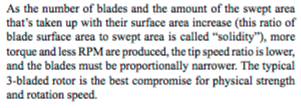 As the number of blades and the amount of the swept area
that's taken up with their surface area increase (this ratio of
blade surface area to swept area is called "solidity"), more
torque and less RPM are produced, the tip speed ratio is lower,
and the blades must be proportionally narrower. The typical
3-bladed rotor is the best compromise for physical strength
and rotation speed.